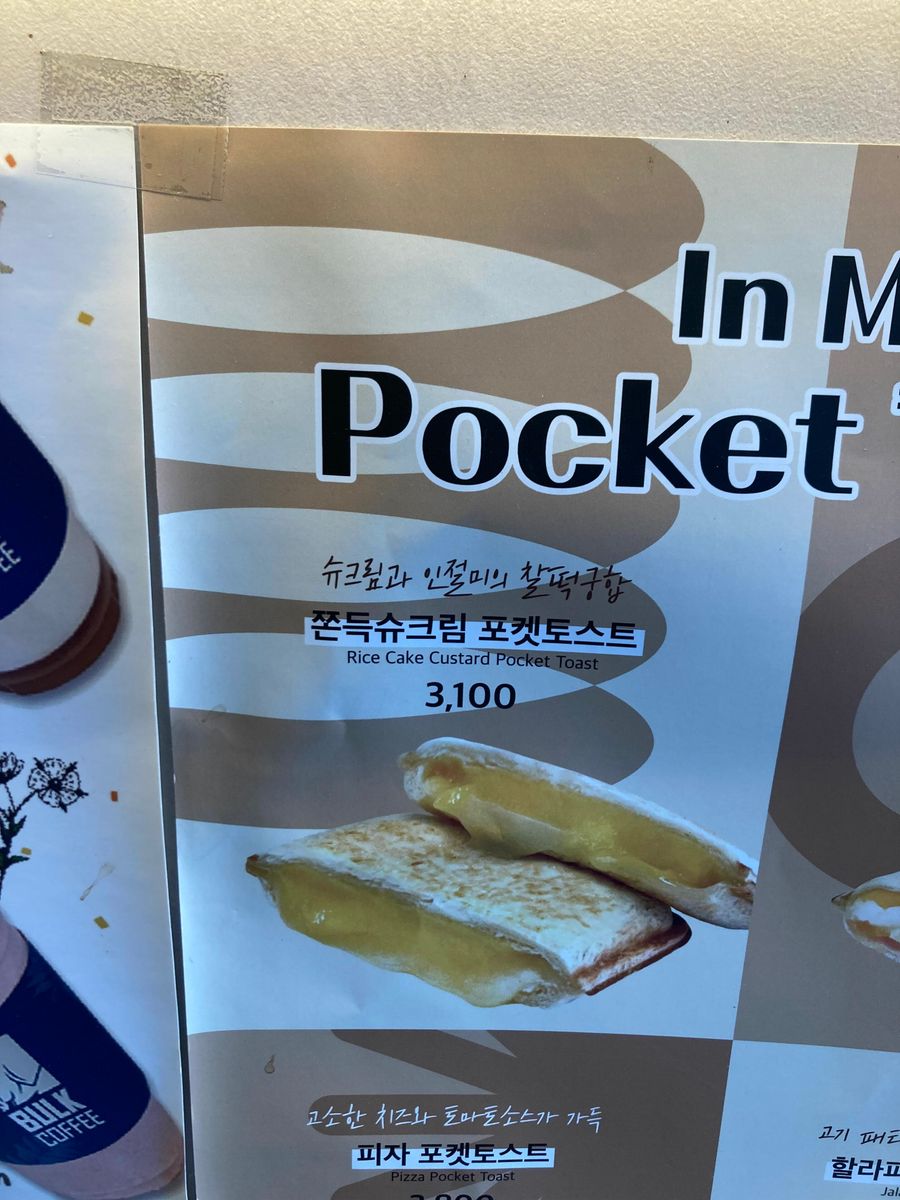 In M
Pocket
슈크림과 인절미의 찰떡궁합
쫀득슈크림 포켓토스트
Rice Cake Custard Pocket Toast
3,100
고소한 치즈와 토마토소스가 가득
피자 포켓토스트
Pizza Pocket Toast
고기 패
할라피
Jal
BULK
COFFEE